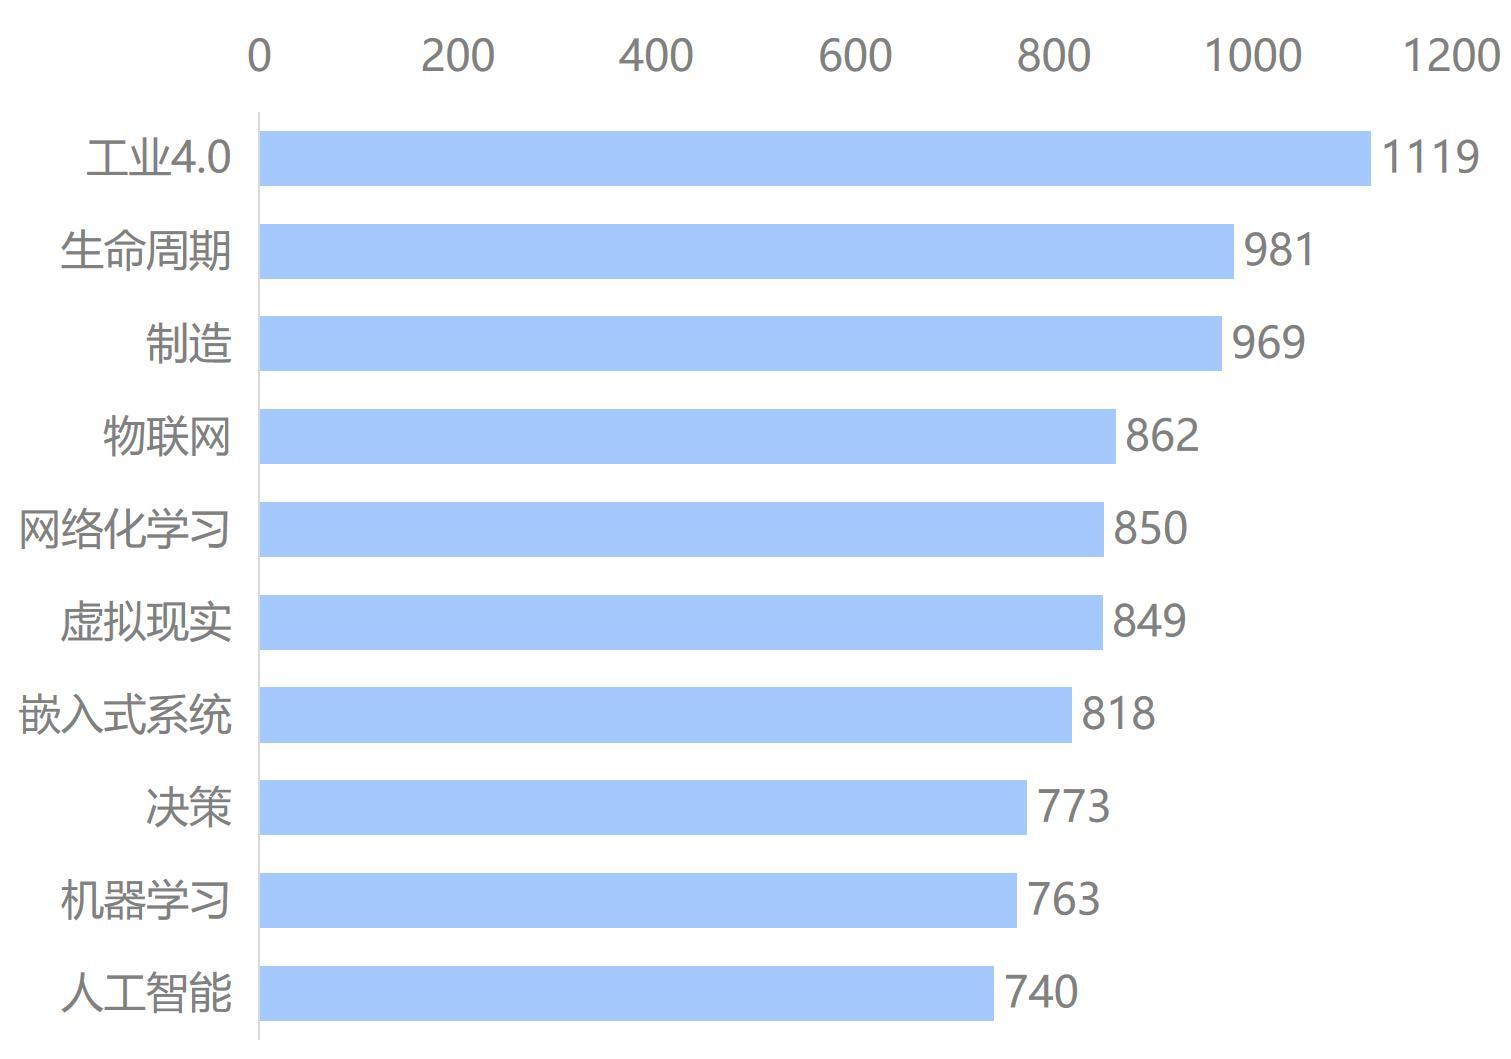 0 200 400 600 800 1000 1200
工业4.0 1119
生命周期 981
制造 969
物联网 862
网络化学习 850
虚拟现实 849
嵌入式系统 818
决策 773
机器学习 763
人工智能 740